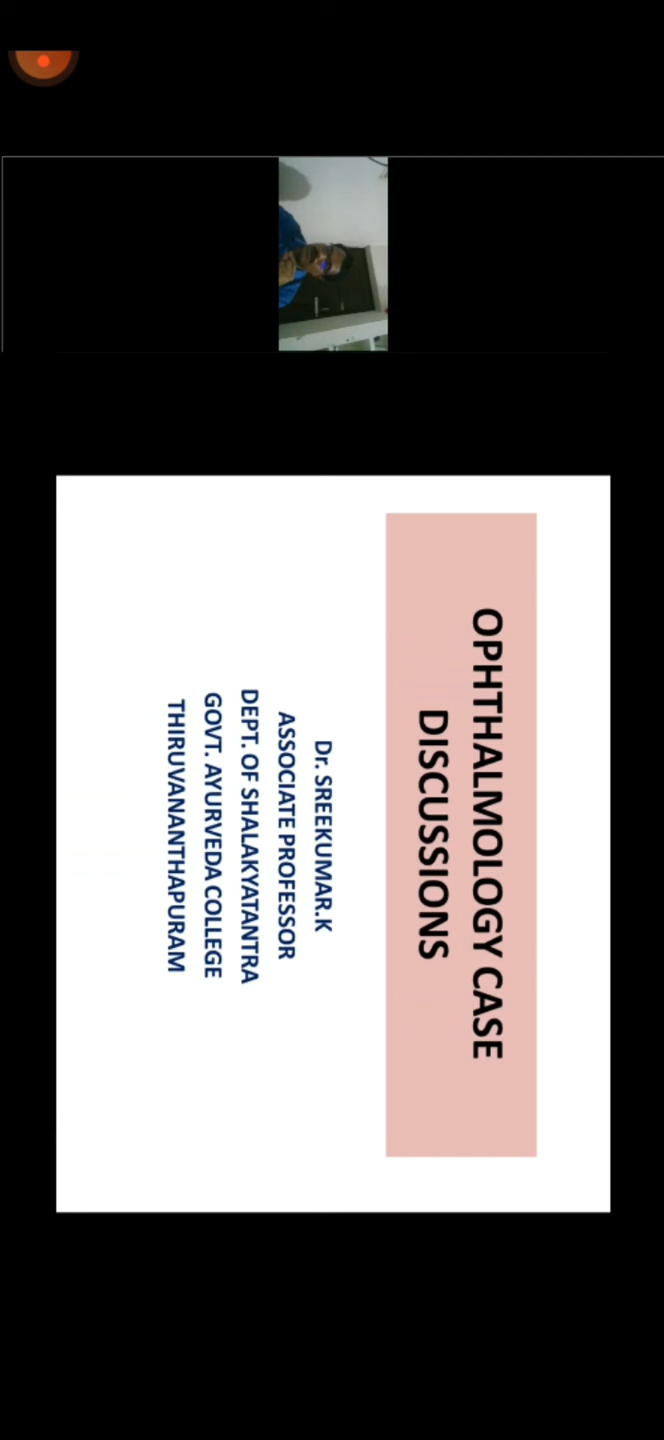 OPHTHALMOLOGY CASE
DISCUSSIONS
Dr. SREEKUMAR.K
ASSOCIATE PROFESSOR
DEPT. OF SHALAKYATANTRA
GOVT. AYURVEDA COLLEGE
THIRUVANANTHAPURAM